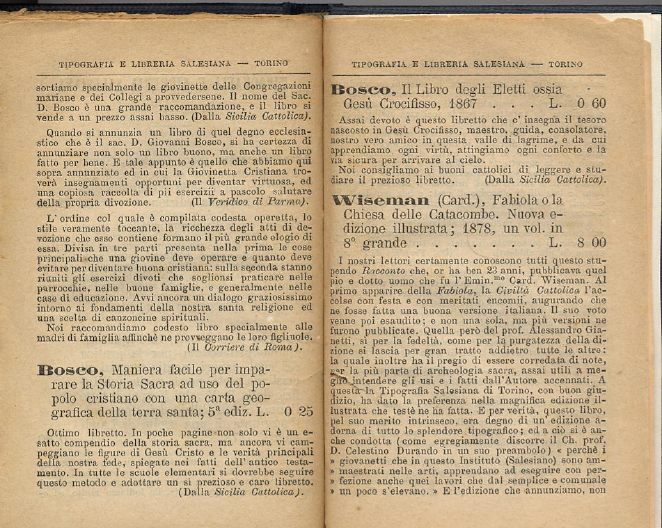 TIPOGRAFIA E LIBRERIA SALESIANA — TORINO
sortiamo specialmente le giovinette delle Congregazioni
mariane e dei Collegi a provvedersene. Il nome del Sac.
D. Bosco è una grande raccomandazione, e il libro si
vende a un prezzo assai basso. (Dalla Sicilia Cattolica).
Quando si annunzia un libro di quel degno ecclesia-
stico che è il sac. D. Giovanni Bosco, si ha certezza di
annunziare non solo un libro buono, ma anche un libro
fatto per bene. E tale appunto è quello che abbiamo qui
sopra annunziato ed in cui la Giovinetta Cristiana tro-
verà insegnamenti opportuni per diventar virtuosa, ed
una copiosa raccolta di pii esercizii a pascolo salutare
della propria divozione. (Il Veridico di Parma).
L'ordine col quale è compilata codesta operetta, lo
stile veramente toccante, la ricchezza degli atti di de-
vozione che esso contiene formano il più grande elogio di
essa. Divisa in tre parti presenta nella prima le cose
principali che una giovine deve operare e quanto deve
evitare per diventare buona cristiana: sulla seconda stanno
riuniti gli esercizi divoti che soglionsi praticare nelle
parrocchie, nelle buone famiglie, e generalmente nelle
case di educazione. Avvi ancora un dialogo graziosissimo
intorno ai fondamenti della nostra santa religione ed
una scelta di canzoncine spirituali.
Noi raccomandiamo codesto libro specialmente alle
madri di famiglia affinchè ne provveggano le loro figliuole.
(Il Corriere di Roma).
Bosco, Maniera facile per impa-
rare la Storia Sacra ad uso del po-
polo cristiano con una carta geo-
grafica della terra santa; 5ª ediz. L. 0 25
Ottimo libretto. In poche pagine non solo vi è un e-
satto compendio della storia sacra, ma ancora vi cam-
peggiano le figure di Gesù Cristo e le verità principali
della nostra fede, spiegate nei fatti dell'antico testa-
mento. In tutte le scuole elementari si dovrebbe seguire
questo metodo e adottare un sì prezioso e caro libretto.
(Dalla Sicilia Cattolica).
TIPOGRAFIA E LIBRERIA SALESIANA — TORINO
Bosco, Il Libro degli Eletti ossia
Gesù Crocifisso, 1867 . . . L. 0 60
Assai devoto è questo libretto che c'insegna il tesoro
nascosto in Gesù Crocifisso, maestro, guida, consolatore,
nostro vero amico in questa valle di lagrime, e da cui
apprendiamo ogni virtù, attingiamo ogni conforto e la
via sicura per arrivare al cielo.
Noi consigliamo ai buoni cattolici di leggere e stu-
diare il prezioso libretto. (Dalla Sicilia Cattolica).
Wiseman (Card.), Fabiola o la
Chiesa delle Catacombe. Nuova e-
dizione illustrata; 1878, un vol. in
8º grande . . . . . . . L. 8 00
I nostri lettori certamente conoscono tutti questo stu-
pendo Racconto che, or ha ben 23 anni, pubblicava quel
pio e dotto uomo che fu l'Emin.mo Card. Wiseman. Al
primo apparire della Fabiola, la Civiltà Cattolica l'ac-
colse con festa e con meritati encomii, augurando che
ne fosse fatta una buona versione italiana. Il suo voto
venne poi esaudito; e non una sola, ma più versioni ne
furono pubblicate. Quella però del prof. Alessandro Gia-
netti, si per la fedeltà, come per la purgatezza della di-
zione si lascia per gran tratto addietro tutte le altre;
la quale inoltre ha il pregio di essere corredata di note,
per la più parte di archeologia sacra, assai utili a me-
glio intendere gli usi e i fatti dall'Autore accennati. A
questa la Tipografia Salesiana di Torino, con buon giu-
dizio, ha dato la preferenza nella magnifica edizione il-
lustrata che testè ne ha fatta. E per verità, questo libro,
pel suo merito intrinseco, era degno di un'edizione a-
dorna di tutto lo splendore tipografico; ed a ciò si è an-
che condotta (come egregiamente discorre il Ch. prof.
D. Celestino Durando in un suo preambolo) « perchè i
» giovanetti che in questo Instituto (Salesiano) sono am-
» maestrati nelle arti, apprendano ad eseguire con per-
» fezione anche quei lavori che dal semplice e comunale
» un poco s'elevano. » E l'edizione che annunziamo, non